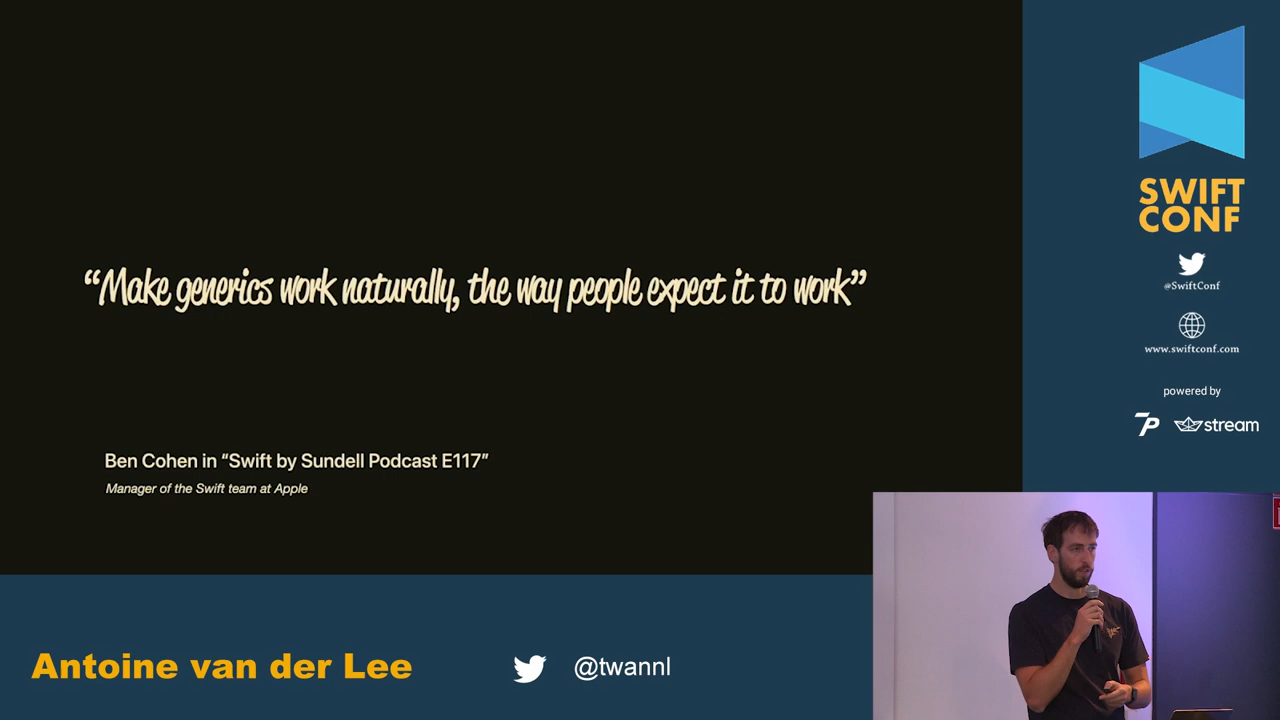 “Make generics work naturally, the way people expect it to work”
Ben Cohen in “Swift by Sundell Podcast E117”
Manager of the Swift team at Apple
SWIFT
CONF
@SwiftConf
www.swiftconf.com
powered by
7P
stream
Antoine van der Lee
@twannl